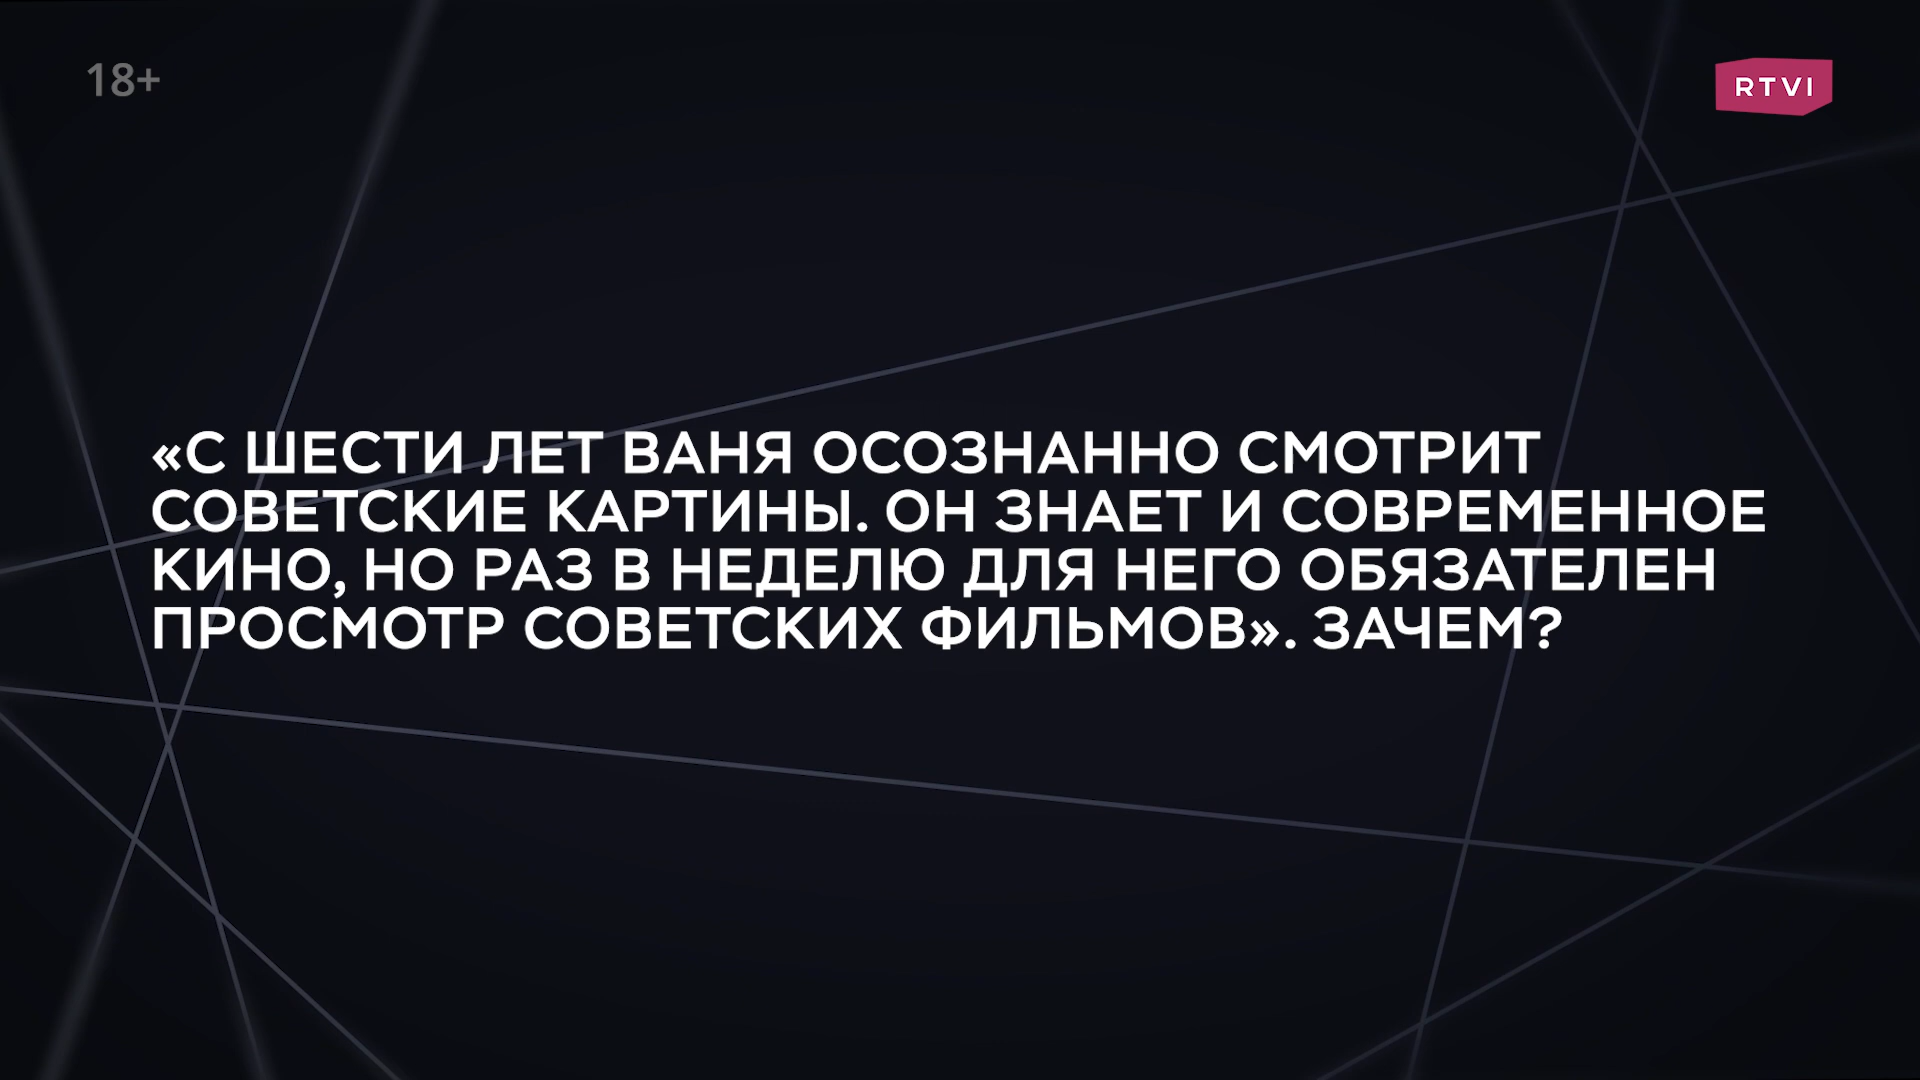 18+
RTVI
«С ШЕСТИ ЛЕТ ВАНЯ ОСОЗНАННО СМОТРИТ
СОВЕТСКИЕ КАРТИНЫ. ОН ЗНАЕТ И СОВРЕМЕННОЕ
КИНО, НО РАЗ В НЕДЕЛЮ ДЛЯ НЕГО ОБЯЗАТЕЛЕН
ПРОСМОТР СОВЕТСКИХ ФИЛЬМОВ». ЗАЧЕМ?